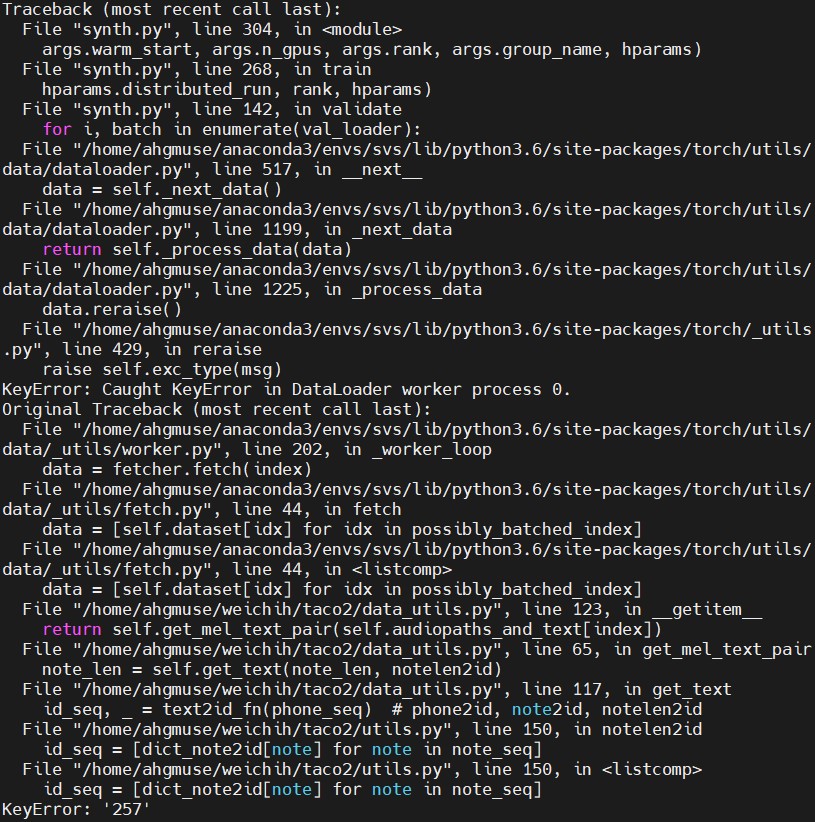 Traceback (most recent call last):
  File "synth.py", line 304, in <module>
    args.warm_start, args.n_gpus, args.rank, args.group_name, hparams)
  File "synth.py", line 268, in train
    hparams.distributed_run, rank, hparams)
  File "synth.py", line 142, in validate
    for i, batch in enumerate(val_loader):
  File "/home/ahgmuse/anaconda3/envs/svs/lib/python3.6/site-packages/torch/utils/
data/dataloader.py", line 517, in __next__
    data = self._next_data()
  File "/home/ahgmuse/anaconda3/envs/svs/lib/python3.6/site-packages/torch/utils/
data/dataloader.py", line 1199, in _next_data
    return self._process_data(data)
  File "/home/ahgmuse/anaconda3/envs/svs/lib/python3.6/site-packages/torch/utils/
data/dataloader.py", line 1225, in _process_data
    data.reraise()
  File "/home/ahgmuse/anaconda3/envs/svs/lib/python3.6/site-packages/torch/_utils
.py", line 429, in reraise
    raise self.exc_type(msg)
KeyError: Caught KeyError in DataLoader worker process 0.
Original Traceback (most recent call last):
  File "/home/ahgmuse/anaconda3/envs/svs/lib/python3.6/site-packages/torch/utils/
data/_utils/worker.py", line 202, in _worker_loop
    data = fetcher.fetch(index)
  File "/home/ahgmuse/anaconda3/envs/svs/lib/python3.6/site-packages/torch/utils/
data/_utils/fetch.py", line 44, in fetch
    data = [self.dataset[idx] for idx in possibly_batched_index]
  File "/home/ahgmuse/anaconda3/envs/svs/lib/python3.6/site-packages/torch/utils/
data/_utils/fetch.py", line 44, in <listcomp>
    data = [self.dataset[idx] for idx in possibly_batched_index]
  File "/home/ahgmuse/weichih/taco2/data_utils.py", line 123, in __getitem__
    return self.get_mel_text_pair(self.audiopaths_and_text[index])
  File "/home/ahgmuse/weichih/taco2/data_utils.py", line 65, in get_mel_text_pair
    note_len = self.get_text(note_len, notelen2id)
  File "/home/ahgmuse/weichih/taco2/data_utils.py", line 117, in get_text
    id_seq, _ = text2id_fn(phone_seq)  # phone2id, note2id, notelen2id
  File "/home/ahgmuse/weichih/taco2/utils.py", line 150, in notelen2id
    id_seq = [dict_note2id[note] for note in note_seq]
  File "/home/ahgmuse/weichih/taco2/utils.py", line 150, in <listcomp>
    id_seq = [dict_note2id[note] for note in note_seq]
KeyError: '257'